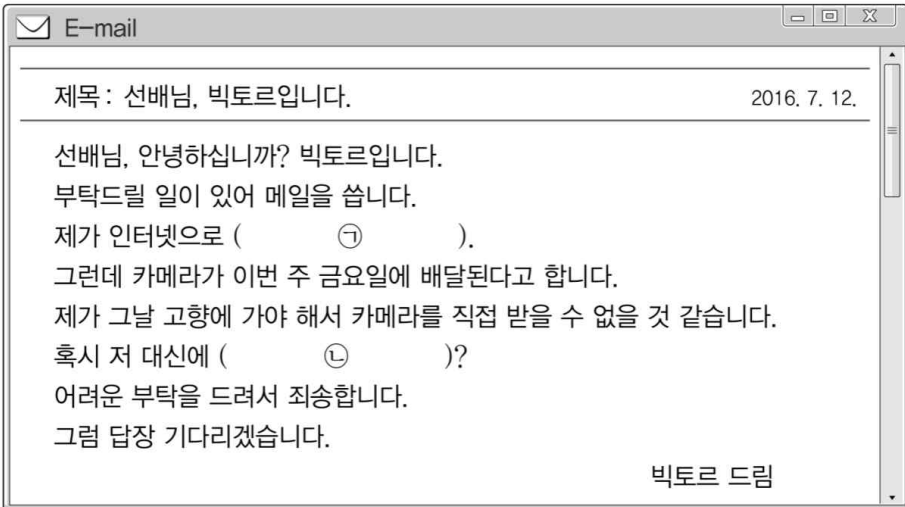 E-mail
제목: 선배님, 빅토르입니다. 2016. 7. 12.
선배님, 안녕하십니까? 빅토르입니다.
부탁드릴 일이 있어 메일을 씁니다.
제가 인터넷으로 ( ㉠ ).
그런데 카메라가 이번 주 금요일에 배달된다고 합니다.
제가 그날 고향에 가야 해서 카메라를 직접 받을 수 없을 것 같습니다.
혹시 저 대신에 ( ㉡ )?
어려운 부탁을 드려서 죄송합니다.
그럼 답장 기다리겠습니다.
빅토르 드림